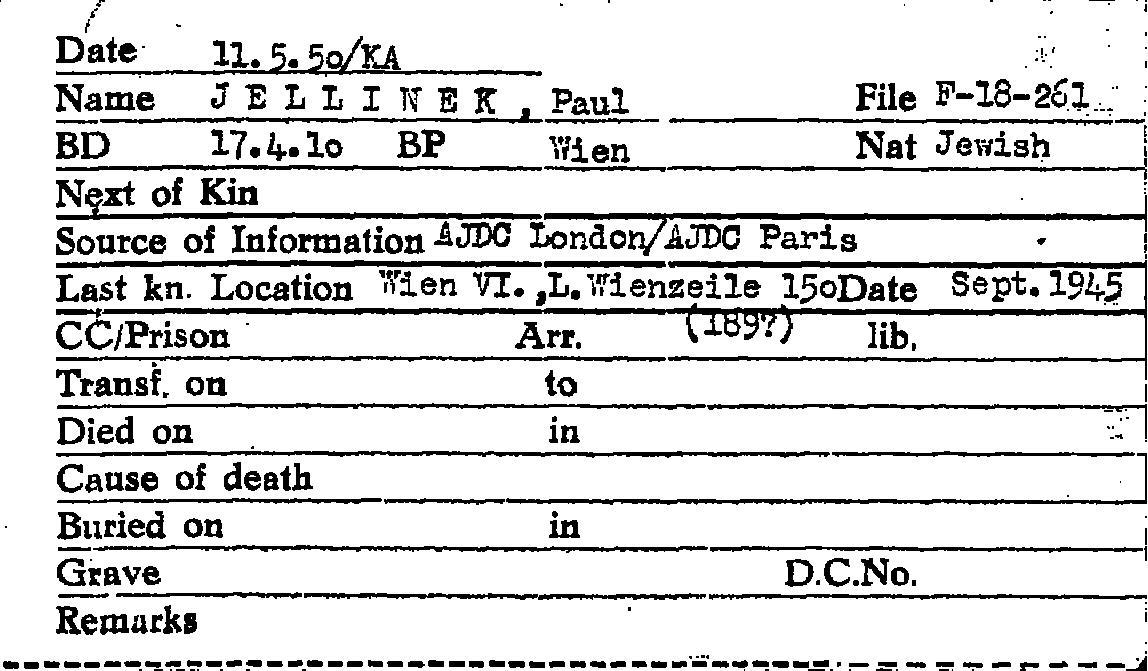 Date 11.5.5o/KA
Name J E L L I N E K , Paul File F-18-261
BD 17.4.1o BP Wien Nat Jewish
Next of Kin
Source of Information AJDC London/AJDC Paris
Last kn. Location Wien VI.,L.Wienzeile 15o Date Sept.1945
(1897)
CC/Prison Arr. lib.
Transf. on to
Died on in
Cause of death
Buried on in
Grave D.C.No.
Remarks